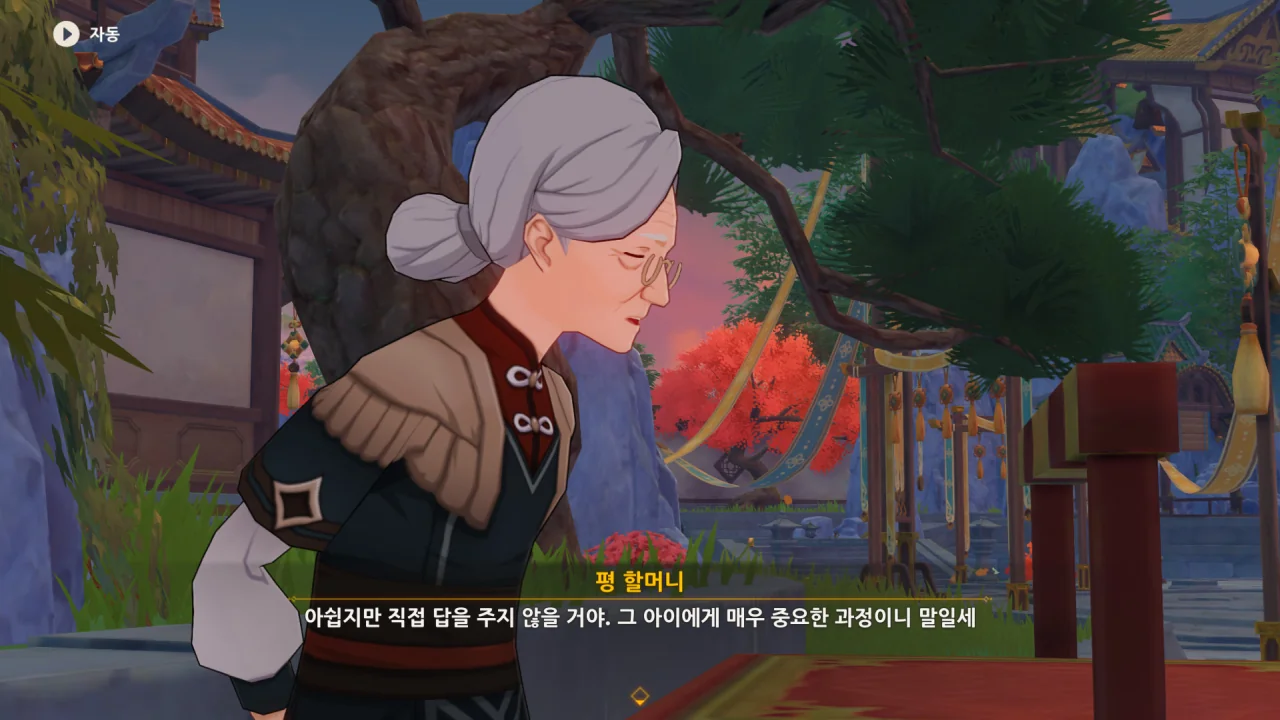 자동
평 할머니
아쉽지만 직접 답을 주지 않을 거야. 그 아이에게 매우 중요한 과정이니 말일세